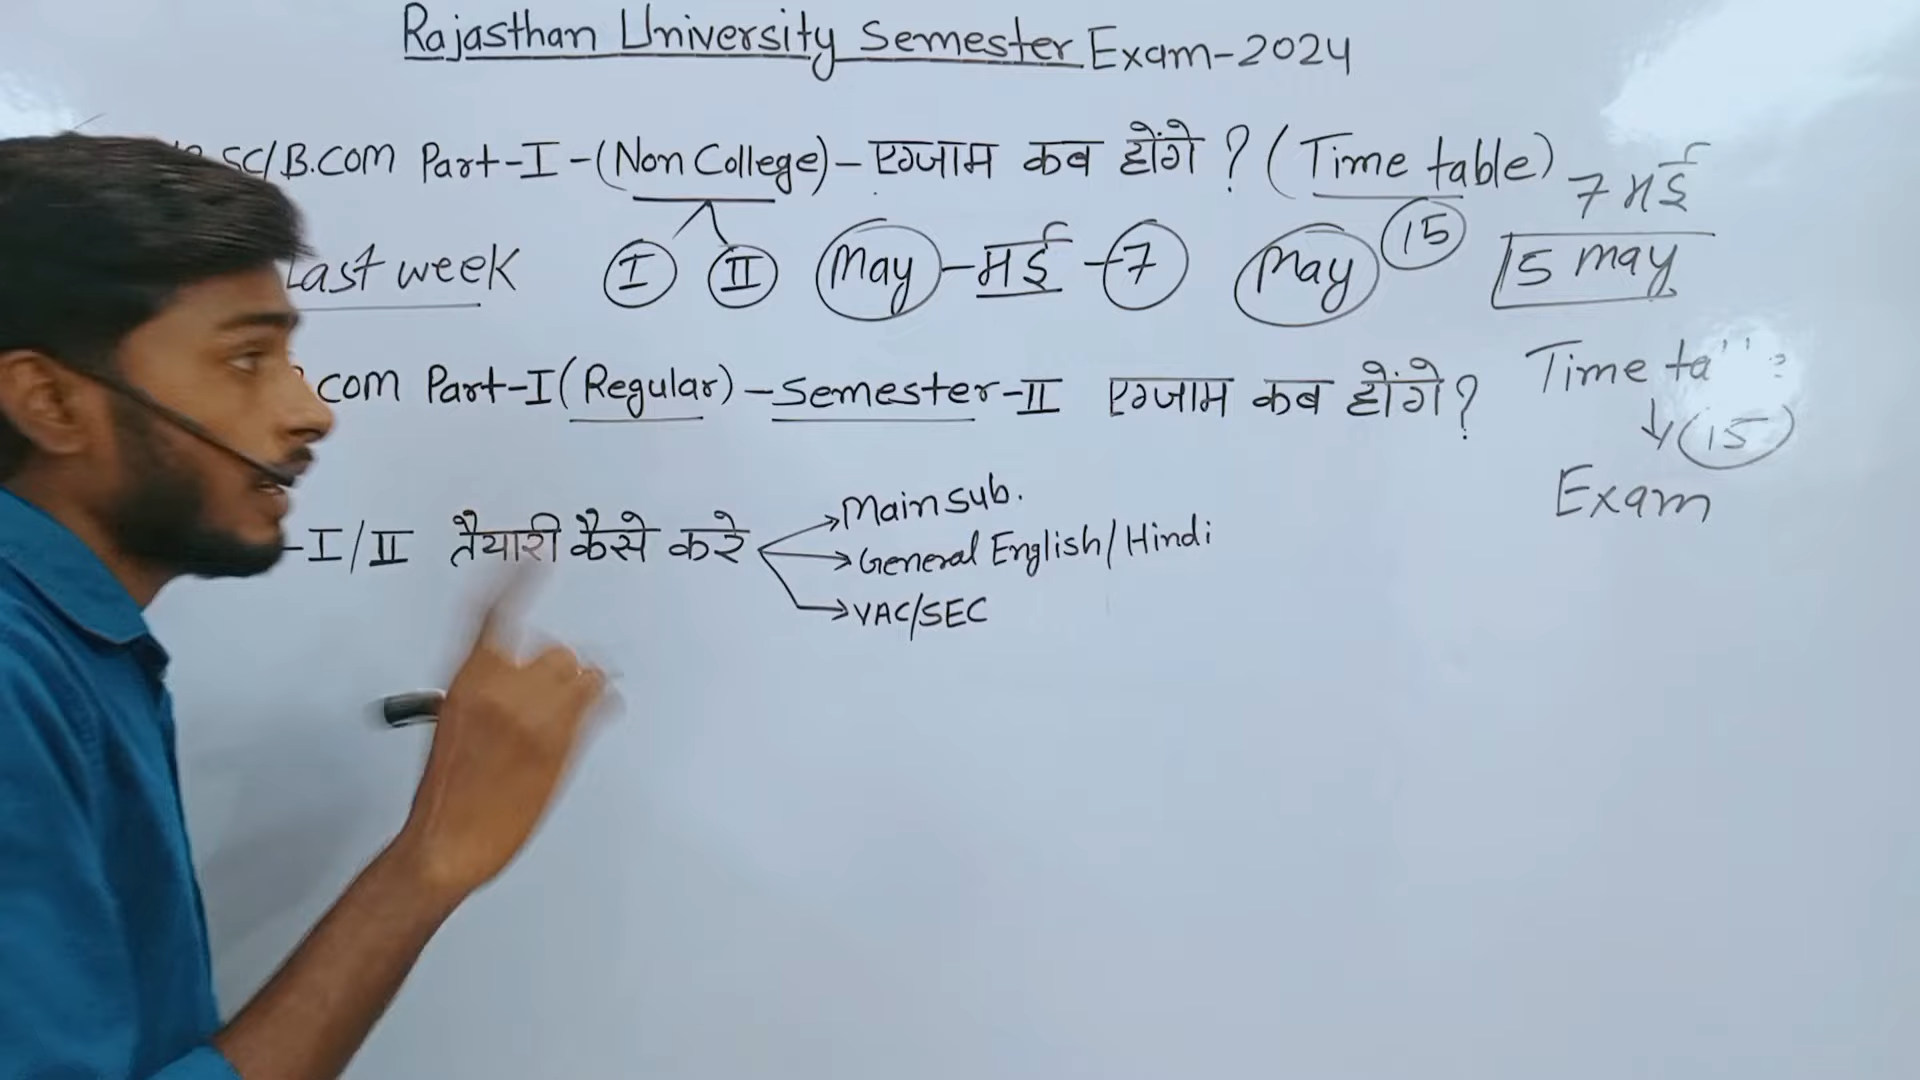 Rajasthan University Semester Exam-2024
SC/B.COM Part-I-(Non College)-एग्जाम कब होंगे ? (Time table)
7 मई
Last week I II May-मई-7 May 15 15 may
com Part-I (Regular)-Semester-II एग्जाम कब होंगे?
Time
15
Exam
-I/II तैयारी कैसे करे
Main sub.
General English/Hindi
VAC/SEC